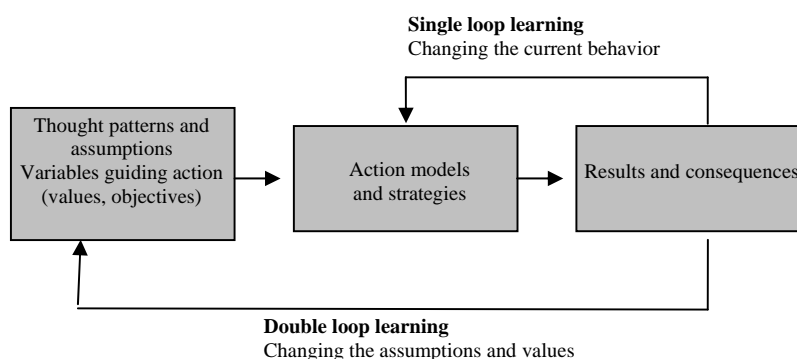 Single loop learning
Changing the current behavior
Thought patterns and
assumptions
Variables guiding action
(values, objectives)
Action models
and strategies
Results and consequences
Double loop learning
Changing the assumptions and values